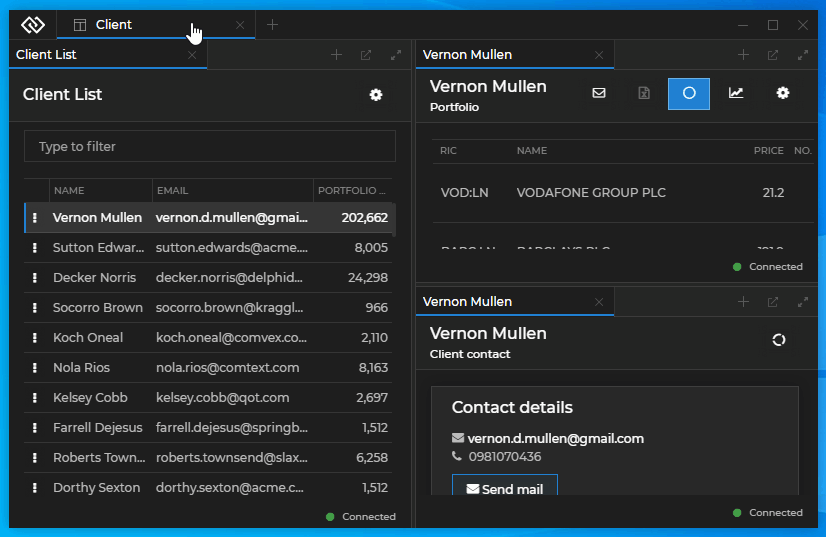 Client
Client List
Client List
Type to filter
NAME EMAIL PORTFOLIO ...
Vernon Mullen vernon.d.mullen@gmai... 202,662
Sutton Edwar... sutton.edwards@acme.... 8,005
Decker Norris decker.norris@delphid... 24,298
Socorro Brown socorro.brown@kraggl... 966
Koch Oneal koch.oneal@comvex.co... 2,110
Nola Rios nola.rios@comtext.com 8,163
Kelsey Cobb kelsey.cobb@qot.com 2,697
Farrell Dejesus farrell.dejesus@springb... 1,512
Roberts Town... roberts.townsend@slax... 6,258
Dorthy Sexton dorthy.sexton@acme.c... 1,512
Connected
Vernon Mullen
Vernon Mullen
Portfolio
RIC NAME PRICE NO.
VOD:LN VODAFONE GROUP PLC 21.2
Connected
Vernon Mullen
Vernon Mullen
Client contact
Contact details
vernon.d.mullen@gmail.com
0981070436
Send mail
Connected